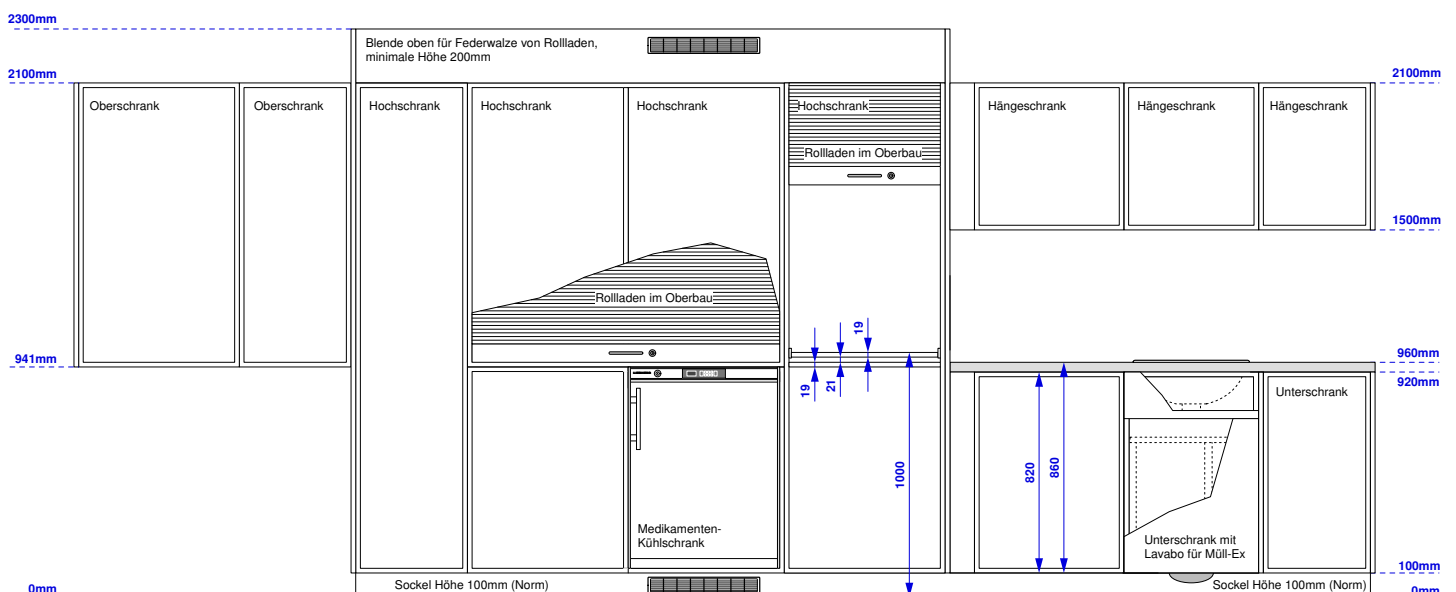 2300mm
Blende oben für Federwalze von Rollladen,
minimale Höhe 200mm
2100mm
2100mm
Oberschrank
Oberschrank
Hochschrank
Hochschrank
Hochschrank
Hochschrank
Hängeschrank
Hängeschrank
Hängeschrank
Rollladen im Oberbau
1500mm
Rollladen im Oberbau
19
941mm
960mm
19
21
920mm
Unterschrank
1000
820
860
Medikamenten-
Kühlschrank
Unterschrank mit
Lavabo für Müll-Ex
100mm
Sockel Höhe 100mm (Norm)
Sockel Höhe 100mm (Norm)
0mm
0mm